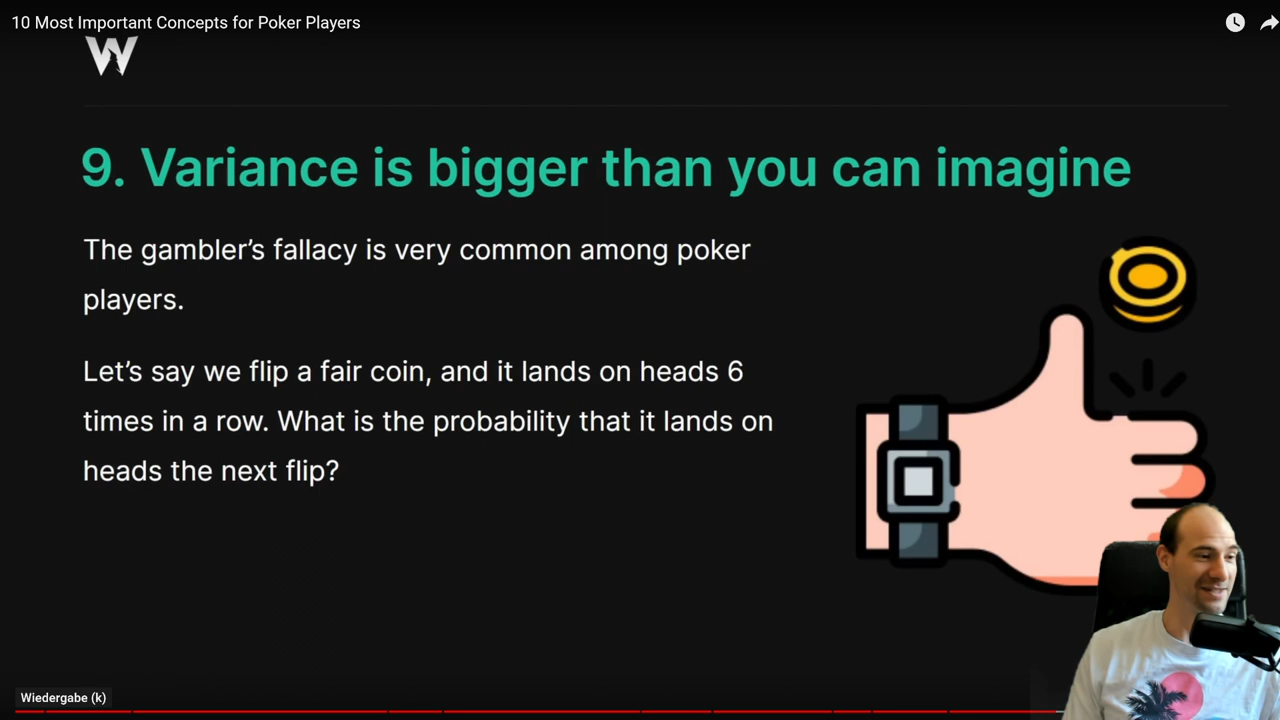 10 Most Important Concepts for Poker Players
W
9. Variance is bigger than you can imagine
The gambler’s fallacy is very common among poker
players.
Let’s say we flip a fair coin, and it lands on heads 6
times in a row. What is the probability that it lands on
heads the next flip?
Wiedergabe (k)